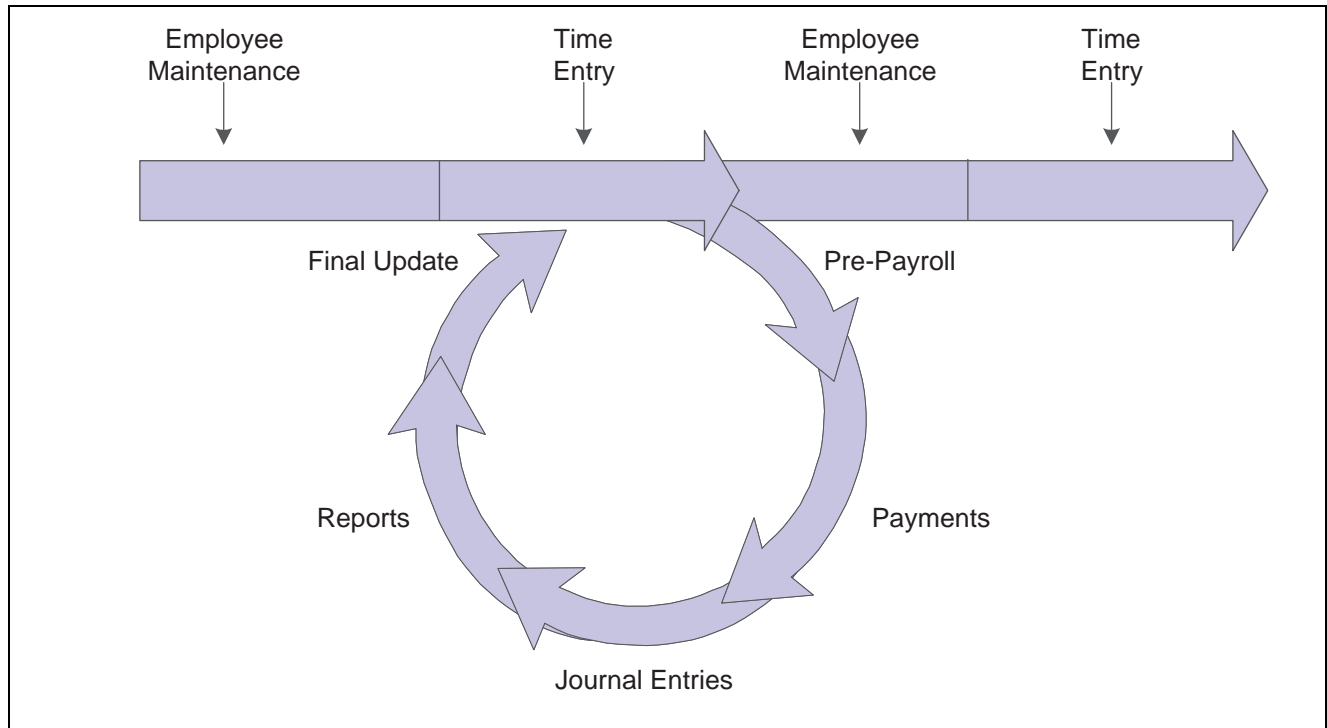 Employee
Maintenance
Time
Entry
Employee
Maintenance
Time
Entry
Final Update
Pre-Payroll
Reports
Payments
Journal Entries